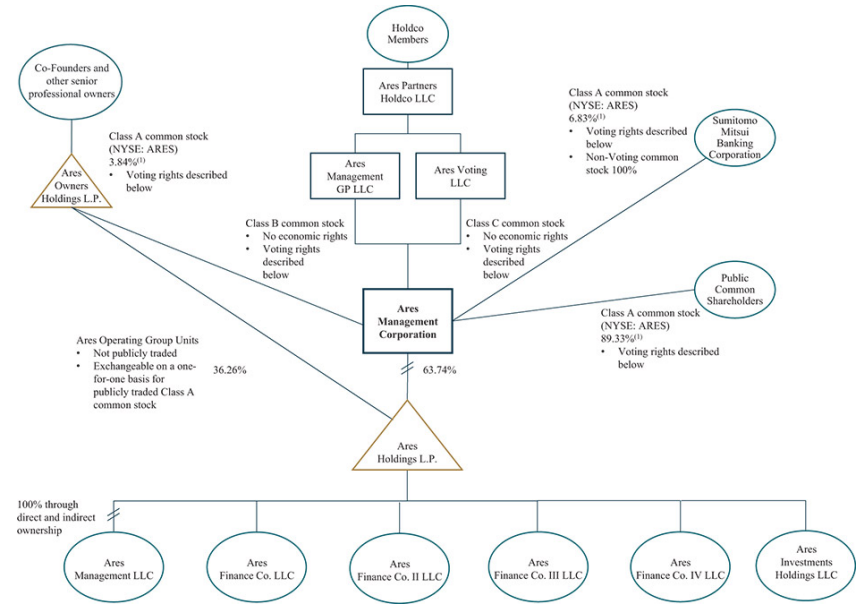 Holdco
Members
Ares Partners
Holdco LLC
Co-Founders and
other senior
professional owners
Class A common stock
(NYSE: ARES)
3.84%(1)
• Voting rights described
below
Ares
Owners
Holdings L.P.
Ares
Management
GP LLC
Ares Voting
LLC
Class A common stock
(NYSE: ARES)
6.83%(1)
• Voting rights described
below
• Non-Voting common
stock 100%
Sumitomo
Mitsui
Banking
Corporation
Class B common stock
• No economic rights
• Voting rights
described
below
Class C common stock
• No economic rights
• Voting rights
described
below
Ares
Management
Corporation
Public
Common
Shareholders
Class A common stock
(NYSE: ARES)
89.33%(1)
• Voting rights described
below
Ares Operating Group Units
• Not publicly traded
• Exchangeable on a one-
for-one basis for
publicly traded Class A
common stock
36.26%
63.74%
Ares
Holdings L.P.
100% through
direct and indirect
ownership
Ares
Management LLC
Ares
Finance Co. LLC
Ares
Finance Co. II LLC
Ares
Finance Co. III LLC
Ares
Finance Co. IV LLC
Ares
Investments
Holdings LLC